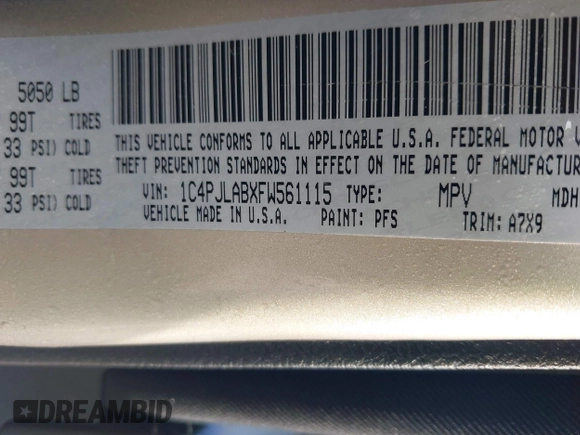 5050 LB
99T TIRES
33 PSI) COLD
99T TIRES
33 PSI) COLD
THIS VEHICLE CONFORMS TO ALL APPLICABLE U.S.A. FEDERAL MOTOR
THEFT PREVENTION STANDARDS IN EFFECT ON THE DATE OF MANUFACTUR
VIN: 1C4PJLABXFW561115 TYPE: MPV MDH
VEHICLE MADE IN U.S.A. PAINT: PFS TRIM: A7X9
DREAMBID